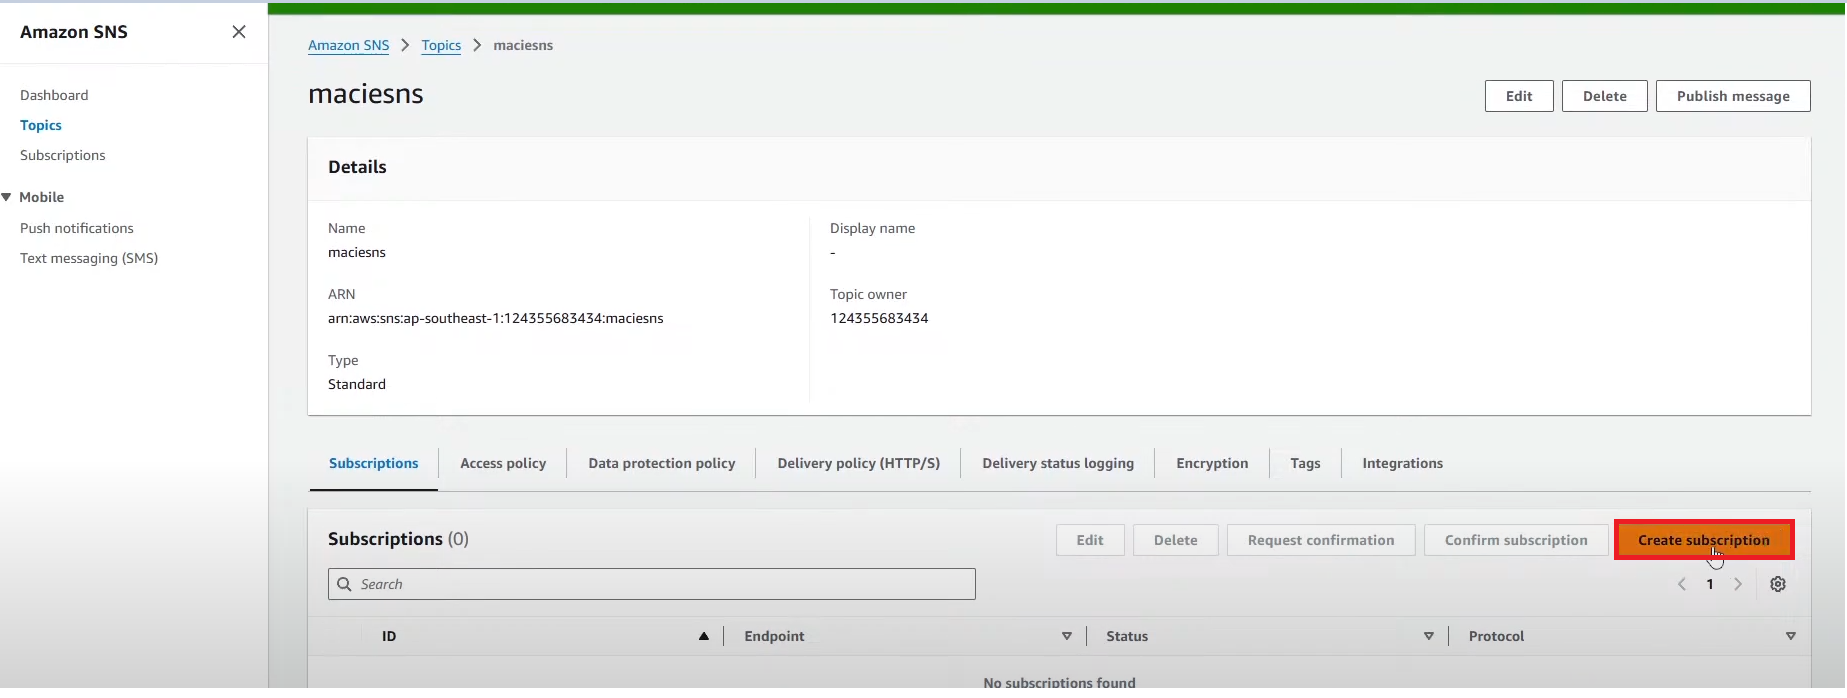 Amazon SNS
Dashboard
Topics
Subscriptions
Mobile
Push notifications
Text messaging (SMS)
Amazon SNS > Topics > maciesns
maciesns
Edit Delete Publish message
Details
Name
maciesns
Display name
-
ARN
arn:aws:sns:ap-southeast-1:124355683434:maciesns
Topic owner
124355683434
Type
Standard
Subscriptions Access policy Data protection policy Delivery policy (HTTP/S) Delivery status logging Encryption Tags Integrations
Subscriptions (0)
Edit Delete Request confirmation Confirm subscription Create subscription
Search
1
ID Endpoint Status Protocol
No subscriptions found